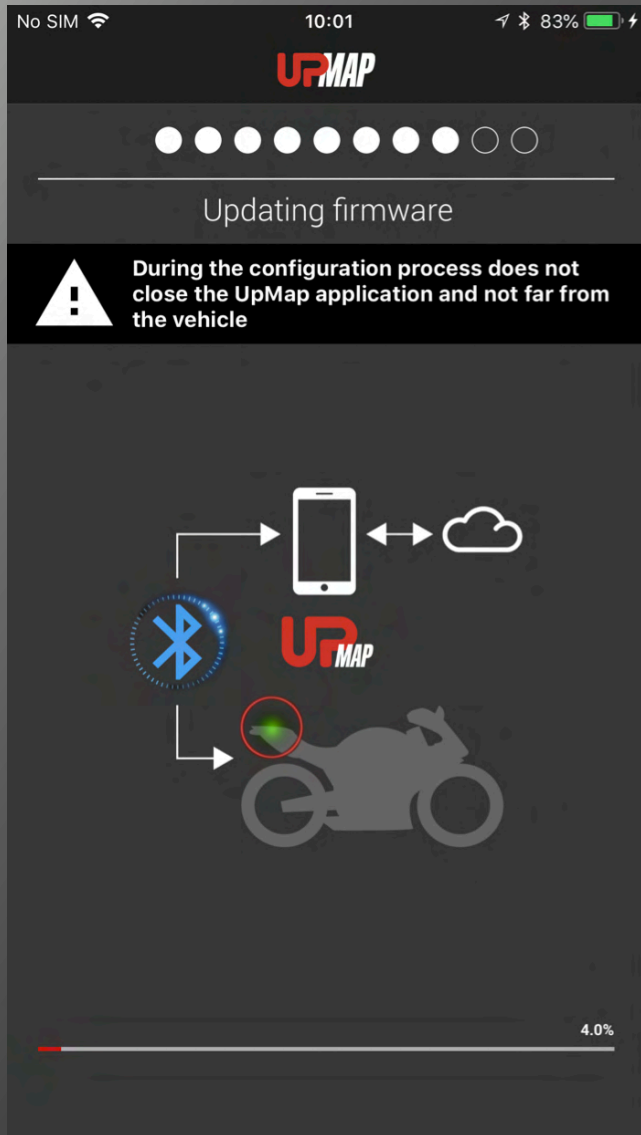 No SIM 10:01 83%
UPMAP
Updating firmware
During the configuration process does not
close the UpMap application and not far from
the vehicle
UPMAP
4.0%